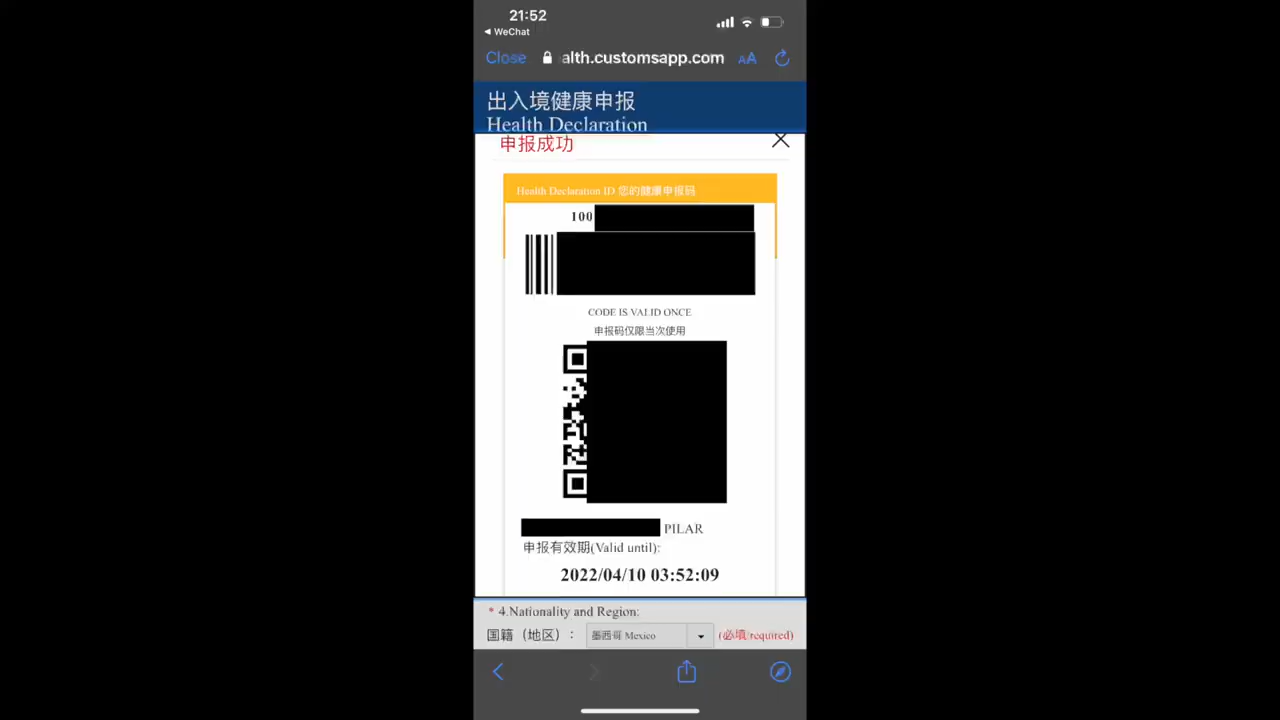 21:52
◀ WeChat
Close alth.customsapp.com AA
出入境健康申报
Health Declaration
申报成功
Health Declaration ID 您的健康申报码
100
CODE IS VALID ONCE
申报码仅限当次使用
PILAR
申报有效期(Valid until):
2022/04/10 03:52:09
* 4.Nationality and Region:
国籍（地区）： 墨西哥 Mexico (必填/required)